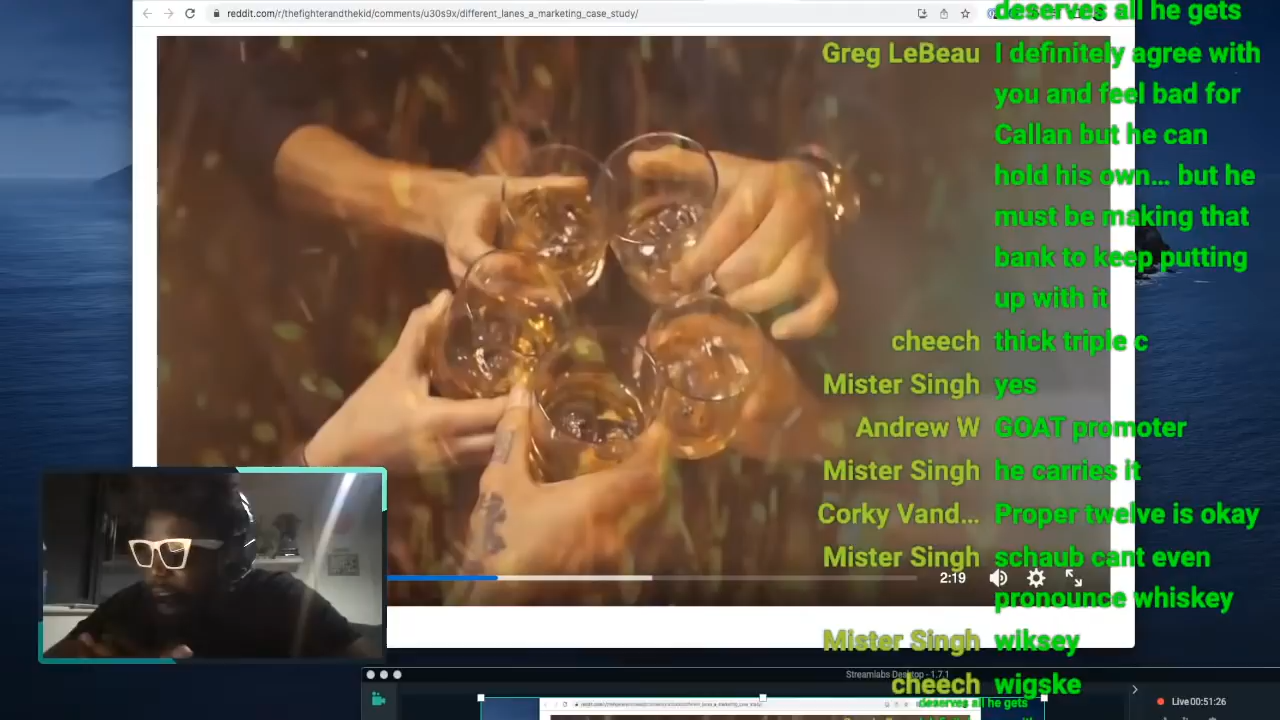 reddit.com/r/thefighterandthekid/comments/u30s9x/different_lanes_a_marketing_case_study/
deserves all he gets
Greg LeBeau I definitely agree with
you and feel bad for
Callan but he can
hold his own... but he
must be making that
bank to keep putting
up with it
cheech thick triple c
Mister Singh yes
Andrew W GOAT promoter
Mister Singh he carries it
Corky Vand... Proper twelve is okay
Mister Singh schaub cant even
pronounce whiskey
2:19
Mister Singh wiksey
Streamlabs Desktop - 1.7.1
cheech wigske
Live 00:51:26
deserves all he gets